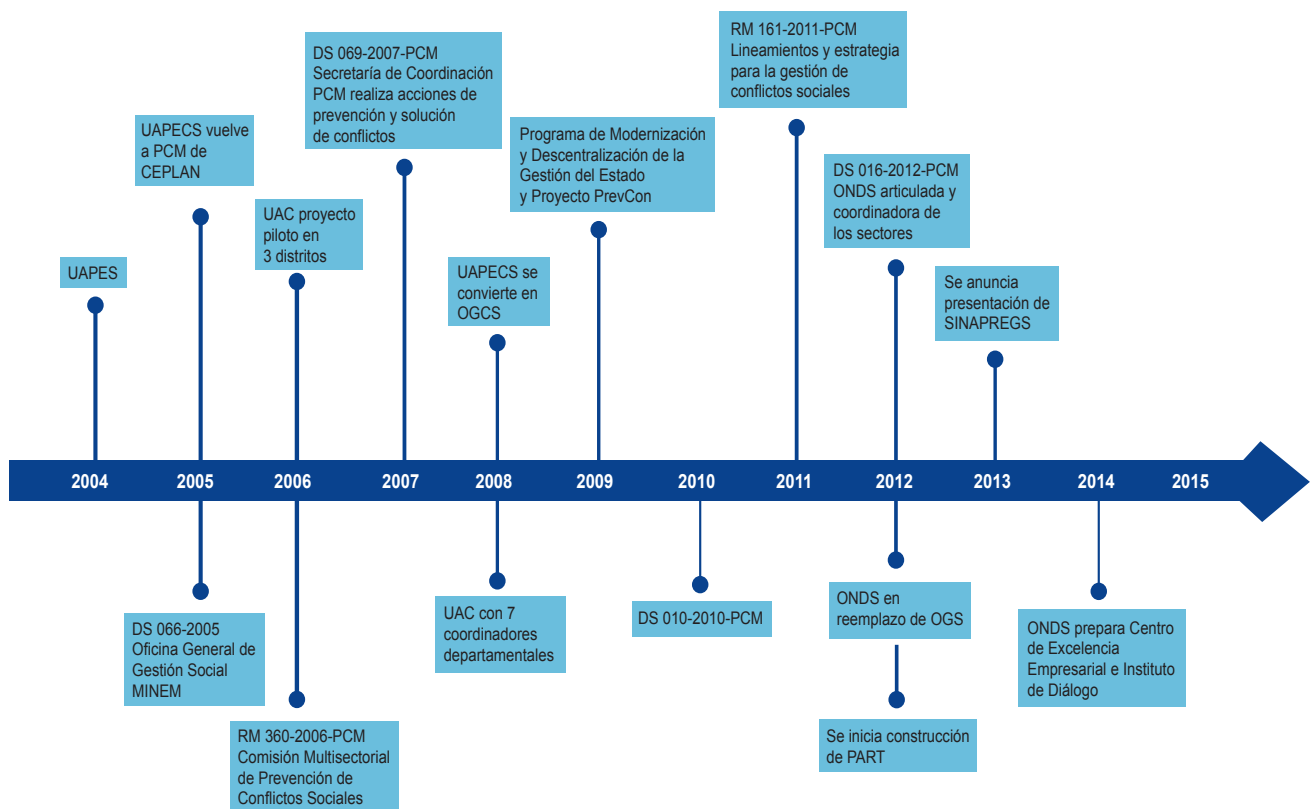 RM 161-2011-PCM
Lineamientos y estrategia
para la gestión de
conflictos sociales
DS 069-2007-PCM
Secretaría de Coordinación
PCM realiza acciones de
prevención y solución
de conflictos
UAPECS vuelve
a PCM de
CEPLAN
Programa de Modernización
y Descentralización de la
Gestión del Estado
y Proyecto PrevCon
DS 016-2012-PCM
ONDS articulada y
coordinadora de
los sectores
UAC proyecto
piloto en
3 distritos
UAPES
UAPECS se
convierte en
OGCS
Se anuncia
presentación de
SINAPREGS
2004 2005 2006 2007 2008 2009 2010 2011 2012 2013 2014 2015
DS 066-2005
Oficina General de
Gestión Social
MINEM
UAC con 7
coordinadores
departamentales
DS 010-2010-PCM
ONDS en
reemplazo de OGS
ONDS prepara Centro
de Excelencia
Empresarial e Instituto
de Diálogo
RM 360-2006-PCM
Comisión Multisectorial
de Prevención de
Conflictos Sociales
Se inicia construcción
de PART